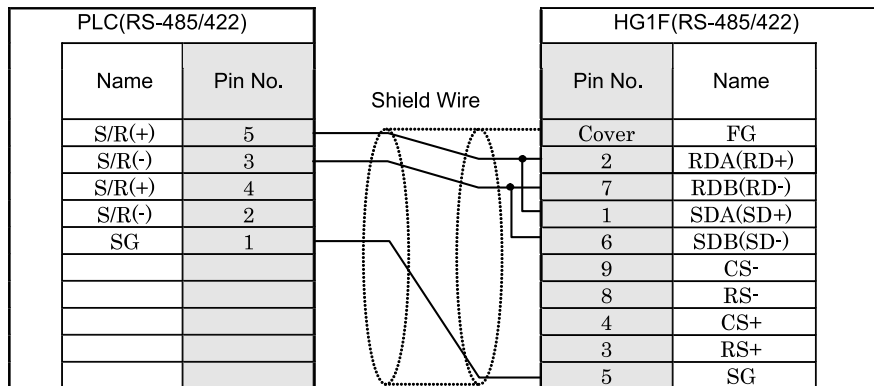 PLC(RS-485/422) HG1F(RS-485/422)
Name Pin No. Shield Wire Pin No. Name
S/R(+) 5 Cover FG
S/R(-) 3 2 RDA(RD+)
S/R(+) 4 7 RDB(RD-)
S/R(-) 2 1 SDA(SD+)
SG 1 6 SDB(SD-)
9 CS-
8 RS-
4 CS+
3 RS+
5 SG